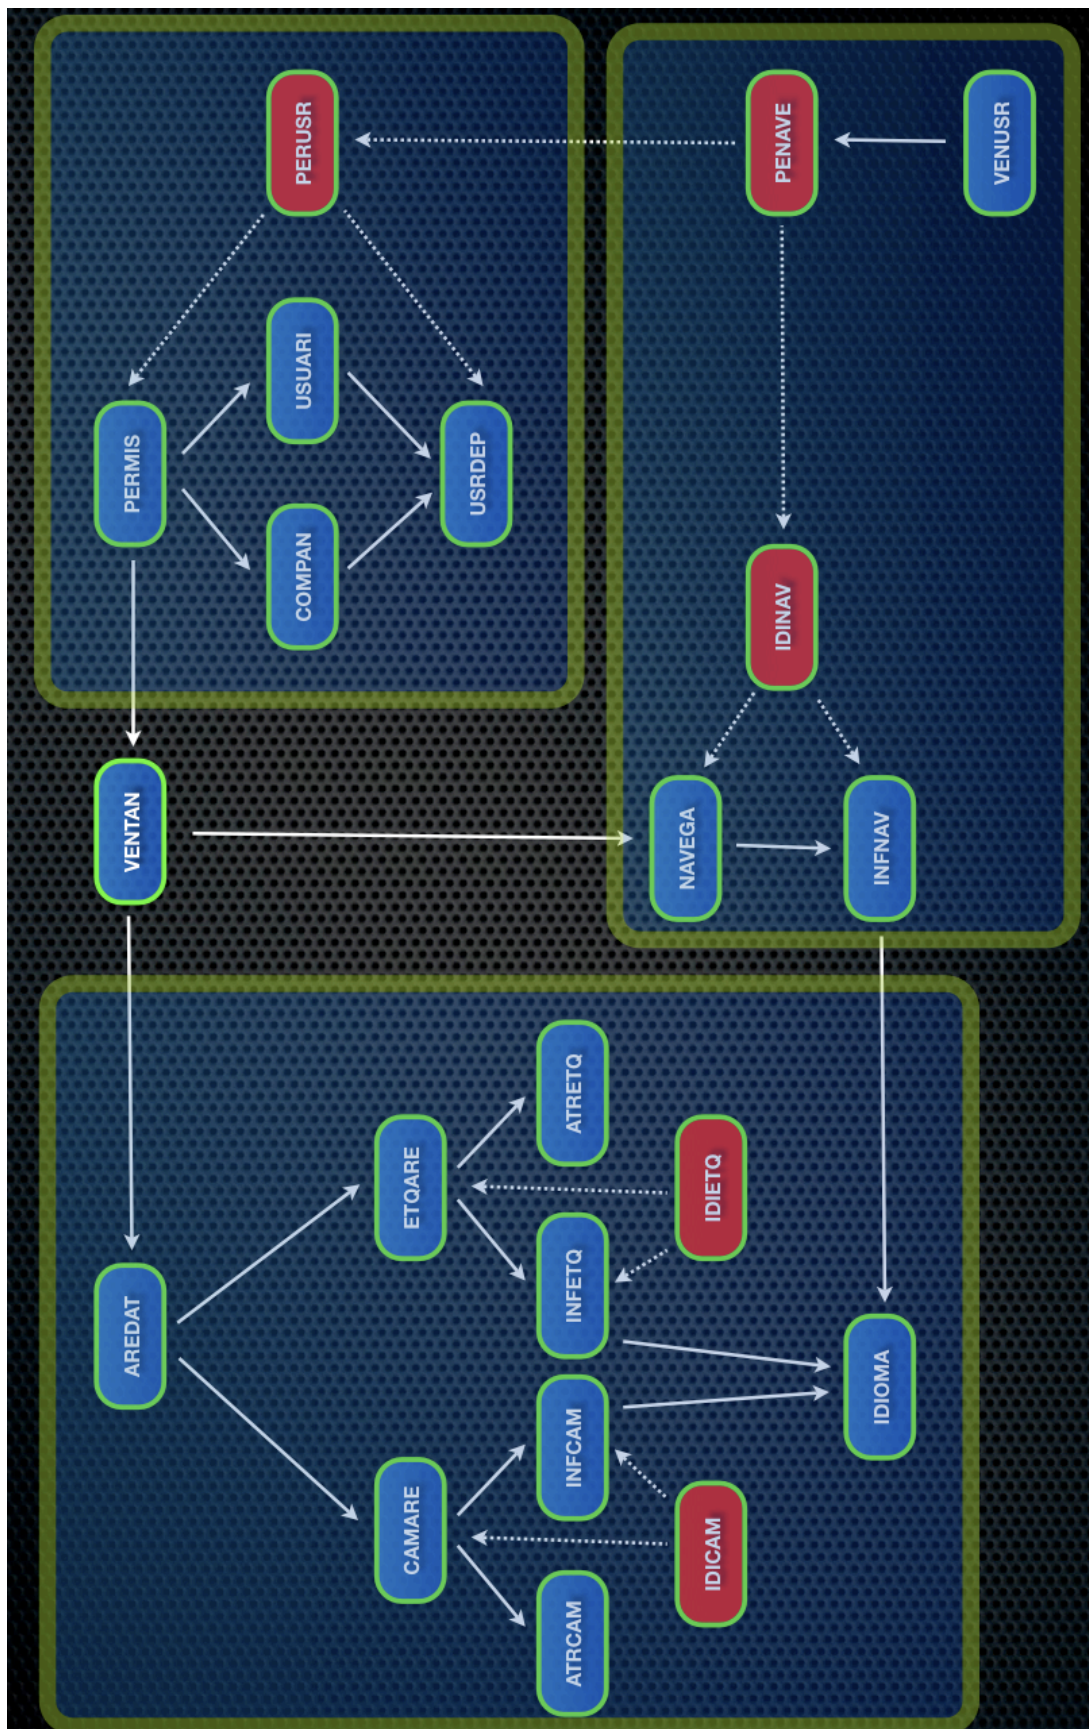 AREDAT
VENTAN
PERMIS
CAMARE
ETQARE
COMPAN
USUARI
PERUSR
ATRCAM
INFCAM
INFETQ
ATRETQ
USRDEP
IDICAM
IDIETQ
NAVEGA
IDINAV
PENAVE
IDIOMA
INFNAV
VENUSR